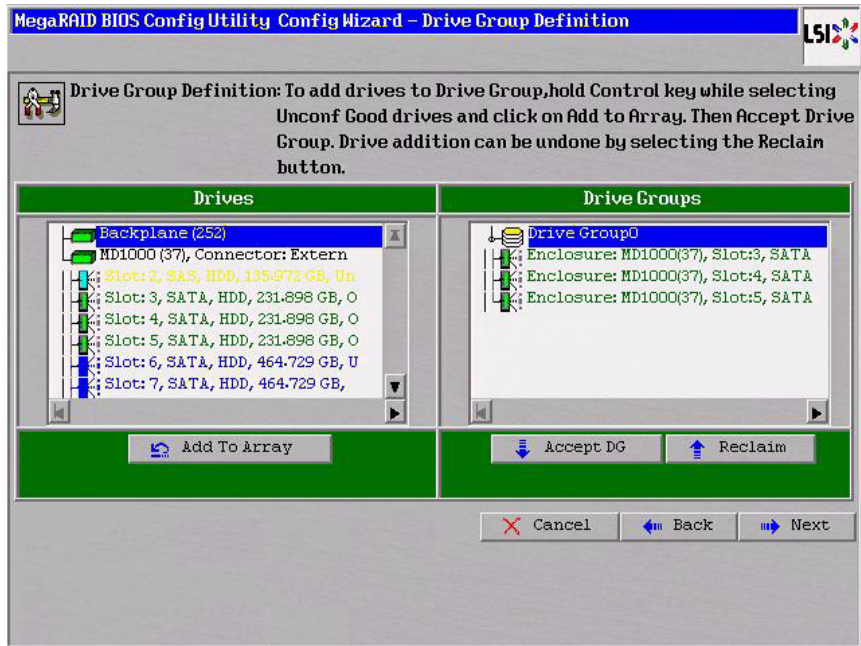 MegaRAID BIOS Config Utility Config Wizard – Drive Group Definition
LSI
Drive Group Definition: To add drives to Drive Group,hold Control key while selecting
Unconf Good drives and click on Add to Array. Then Accept Drive
Group. Drive addition can be undone by selecting the Reclaim
button.
Drives
Backplane (252)
MD1000 (37), Connector: Extern
Slot: 2, SAS, HDD, 135.972 GB, Un
Slot: 3, SATA, HDD, 231.898 GB, O
Slot: 4, SATA, HDD, 231.898 GB, O
Slot: 5, SATA, HDD, 231.898 GB, O
Slot: 6, SATA, HDD, 464.729 GB, U
Slot: 7, SATA, HDD, 464.729 GB,
Add To Array
Drive Groups
Drive Group0
Enclosure: MD1000(37), Slot:3, SATA
Enclosure: MD1000(37), Slot:4, SATA
Enclosure: MD1000(37), Slot:5, SATA
Accept DG
Reclaim
Cancel
Back
Next